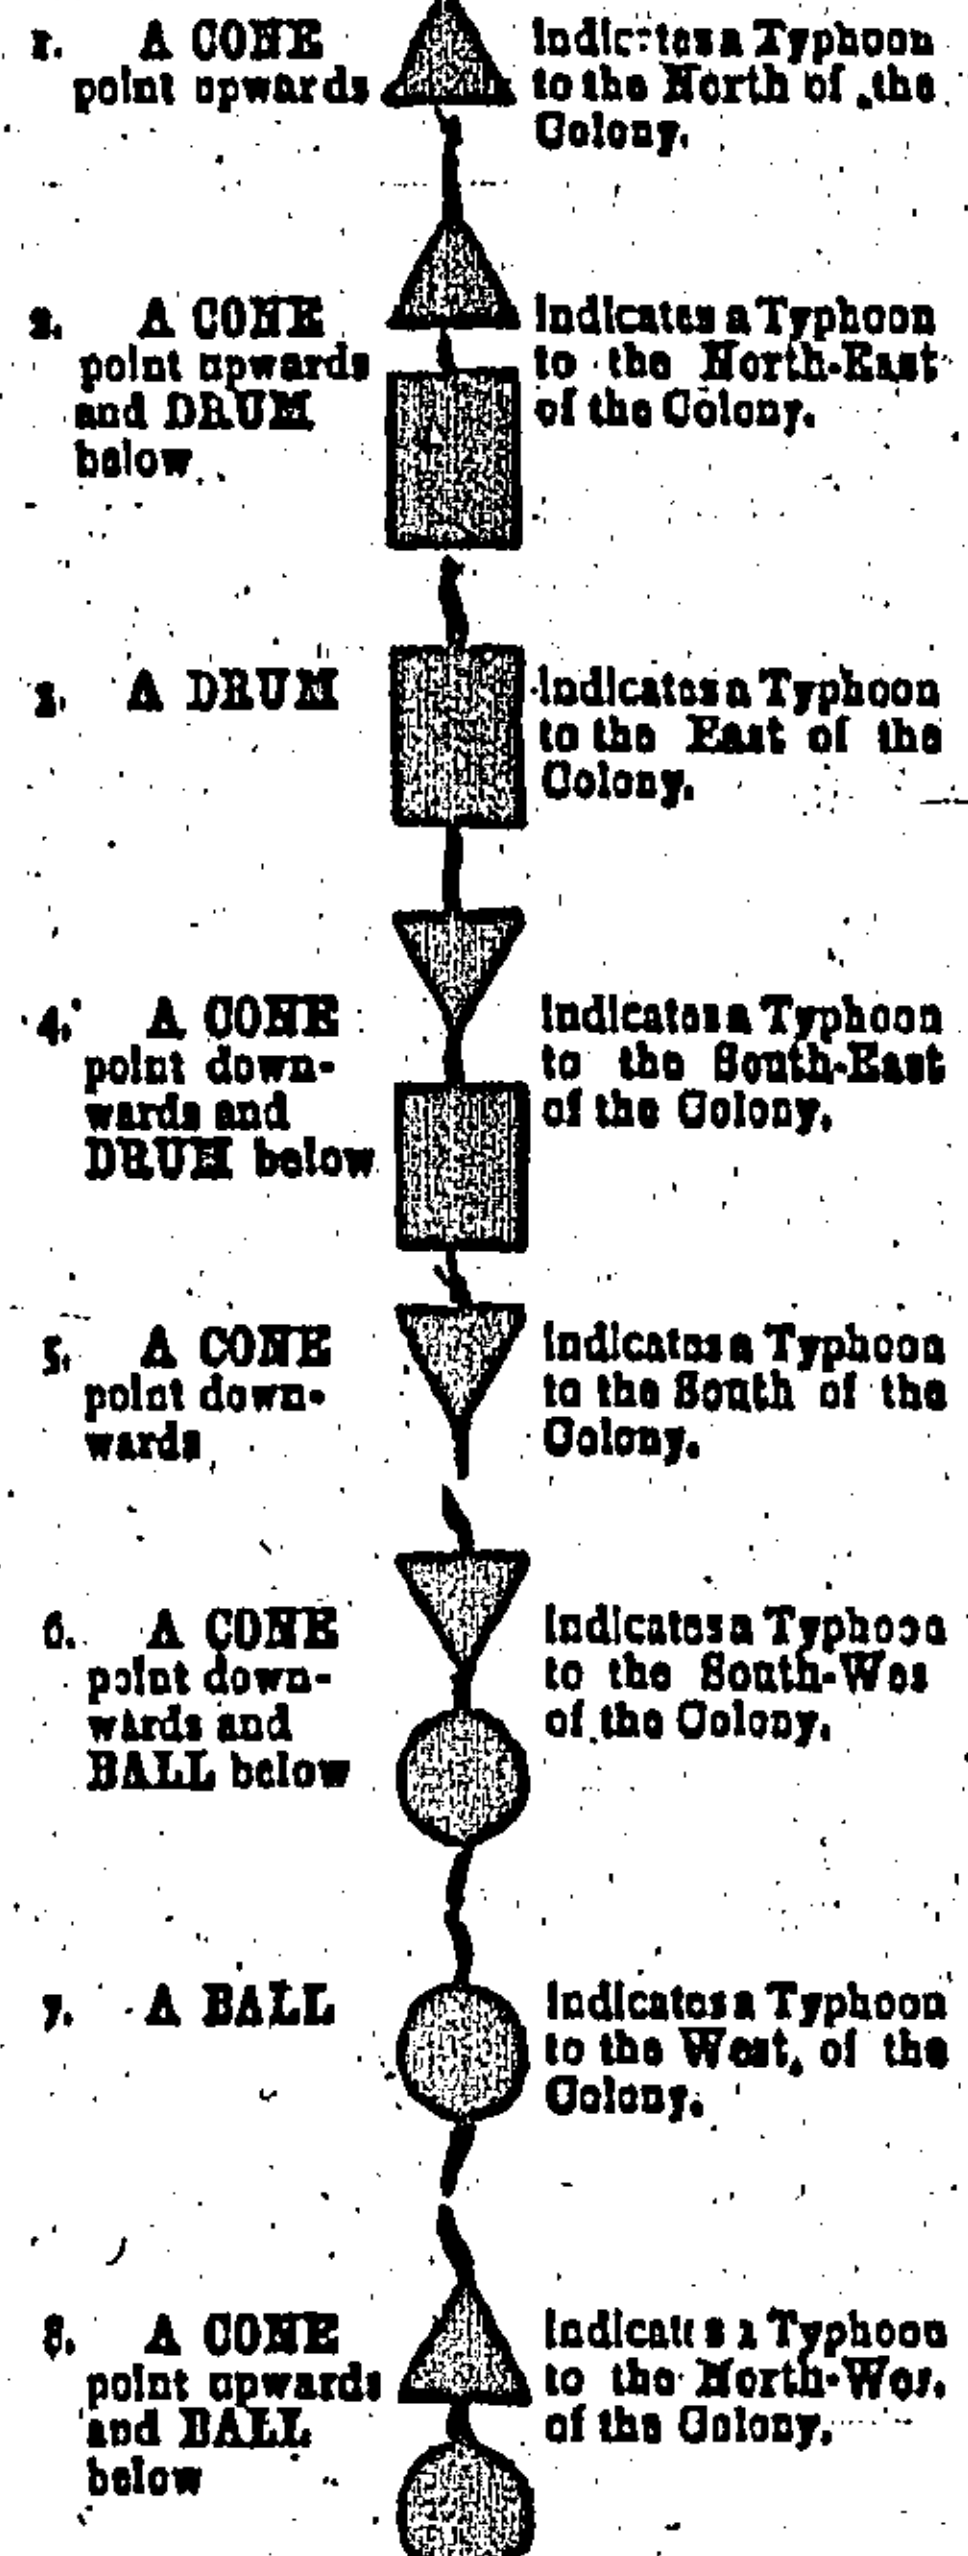 1. A CONE
point upwards
Indicates a Typhoon
to the North of the
Colony.
2. A CONE
point upwards
and DRUM
below
Indicates a Typhoon
to the North-East
of the Colony.
3. A DRUM
Indicates a Typhoon
to the East of the
Colony.
4. A CONE
point down-
wards and
DRUM below
Indicates a Typhoon
to the South-East
of the Colony.
5. A CONE
point down-
wards
Indicates a Typhoon
to the South of the
Colony.
6. A CONE
point down-
wards and
BALL below
Indicates a Typhoon
to the South-Wes
of the Colony.
7. A BALL
Indicates a Typhoon
to the West, of the
Colony.
8. A CONE
point upwards
and BALL
below
Indicates a Typhoon
to the North-Wes.
of the Colony.